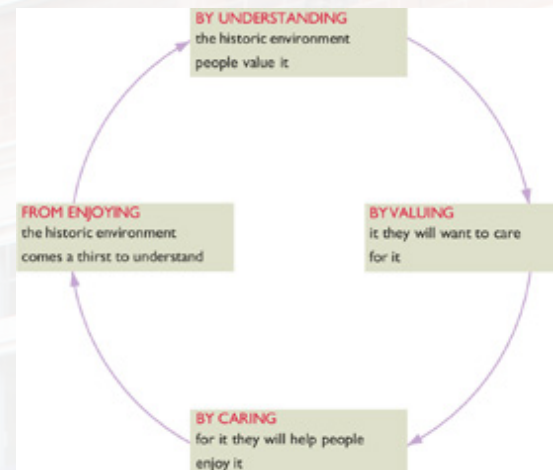 BY UNDERSTANDING
the historic environment
people value it
BY VALUING
it they will want to care
for it
BY CARING
for it they will help people
enjoy it
FROM ENJOYING
the historic environment
comes a thirst to understand